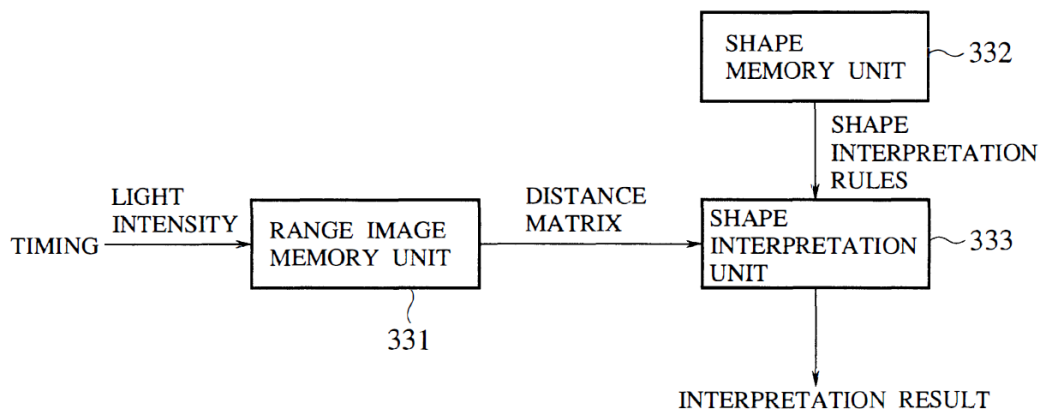 SHAPE
MEMORY UNIT
332
SHAPE
INTERPRETATION
RULES
LIGHT
INTENSITY
DISTANCE
MATRIX
TIMING
RANGE IMAGE
MEMORY UNIT
SHAPE
INTERPRETATION
UNIT
333
331
INTERPRETATION RESULT